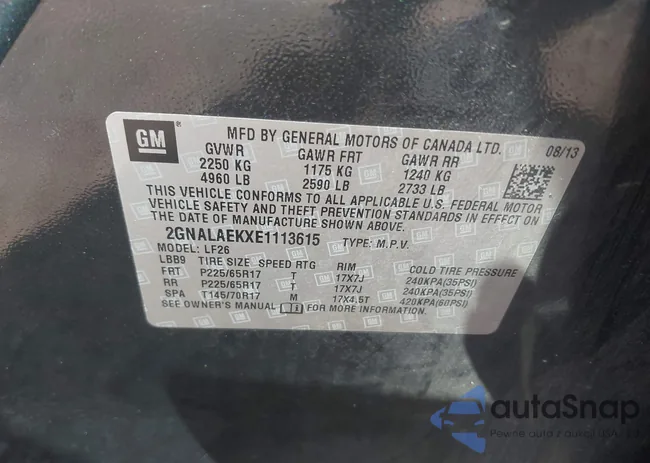 GM ® MFD BY GENERAL MOTORS OF CANADA LTD. 08/13
GVWR GAWR FRT GAWR RR
2250 KG 1175 KG 1240 KG
4960 LB 2590 LB 2733 LB
THIS VEHICLE CONFORMS TO ALL APPLICABLE U.S. FEDERAL MOTOR
VEHICLE SAFETY AND THEFT PREVENTION STANDARDS IN EFFECT ON
THE DATE OF MANUFACTURE SHOWN ABOVE.
2GNALAEKXE1113615 TYPE: M.P.V.
MODEL: LF26
LBB9 TIRE SIZE SPEED RTG RIM COLD TIRE PRESSURE
FRT P225/65R17 T 17X7J 240KPA(35PSI)
RR P225/65R17 T 17X7J 240KPA(35PSI)
SPA T145/70R17 M 17X4.5T 420KPA(60PSI)
SEE OWNER'S MANUAL FOR MORE INFORMATION.
autoSnap
Pewne auta z aukcji USA